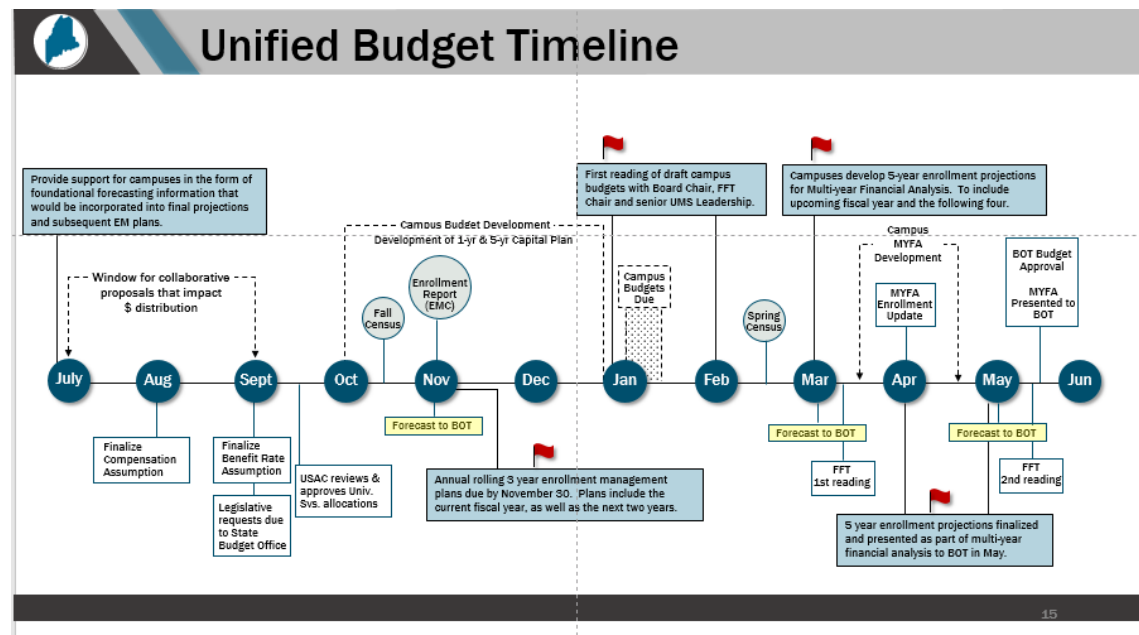 Unified Budget Timeline
Provide support for campuses in the form of
foundational forecasting information that
would be incorporated into final projections
and subsequent EM plans.
First reading of draft campus
budgets with Board Chair, FFT
Chair and senior UMS Leadership.
Campuses develop 5-year enrollment projections
for Multi-year Financial Analysis. To include
upcoming fiscal year and the following four.
Campus Budget Development
Development of 1-yr & 5-yr Capital Plan
Campus
MYFA
Development
Window for collaborative
proposals that impact
$ distribution
Fall
Census
Enrollment
Report
(EMC)
Campus
Budgets
Due
Spring
Census
MYFA
Enrollment
Update
BOT Budget
Approval
MYFA
Presented to
BOT
July
Aug
Sept
Oct
Nov
Dec
Jan
Feb
Mar
Apr
May
Jun
Finalize
Compensation
Assumption
Finalize
Benefit Rate
Assumption
Legislative
requests due
to State
Budget Office
USAC reviews &
approves Univ.
Svs. allocations
Forecast to BOT
Annual rolling 3 year enrollment management
plans due by November 30. Plans include the
current fiscal year, as well as the next two years.
Forecast to BOT
FFT
1st reading
Forecast to BOT
FFT
2nd reading
5 year enrollment projections finalized
and presented as part of multi-year
financial analysis to BOT in May.
15